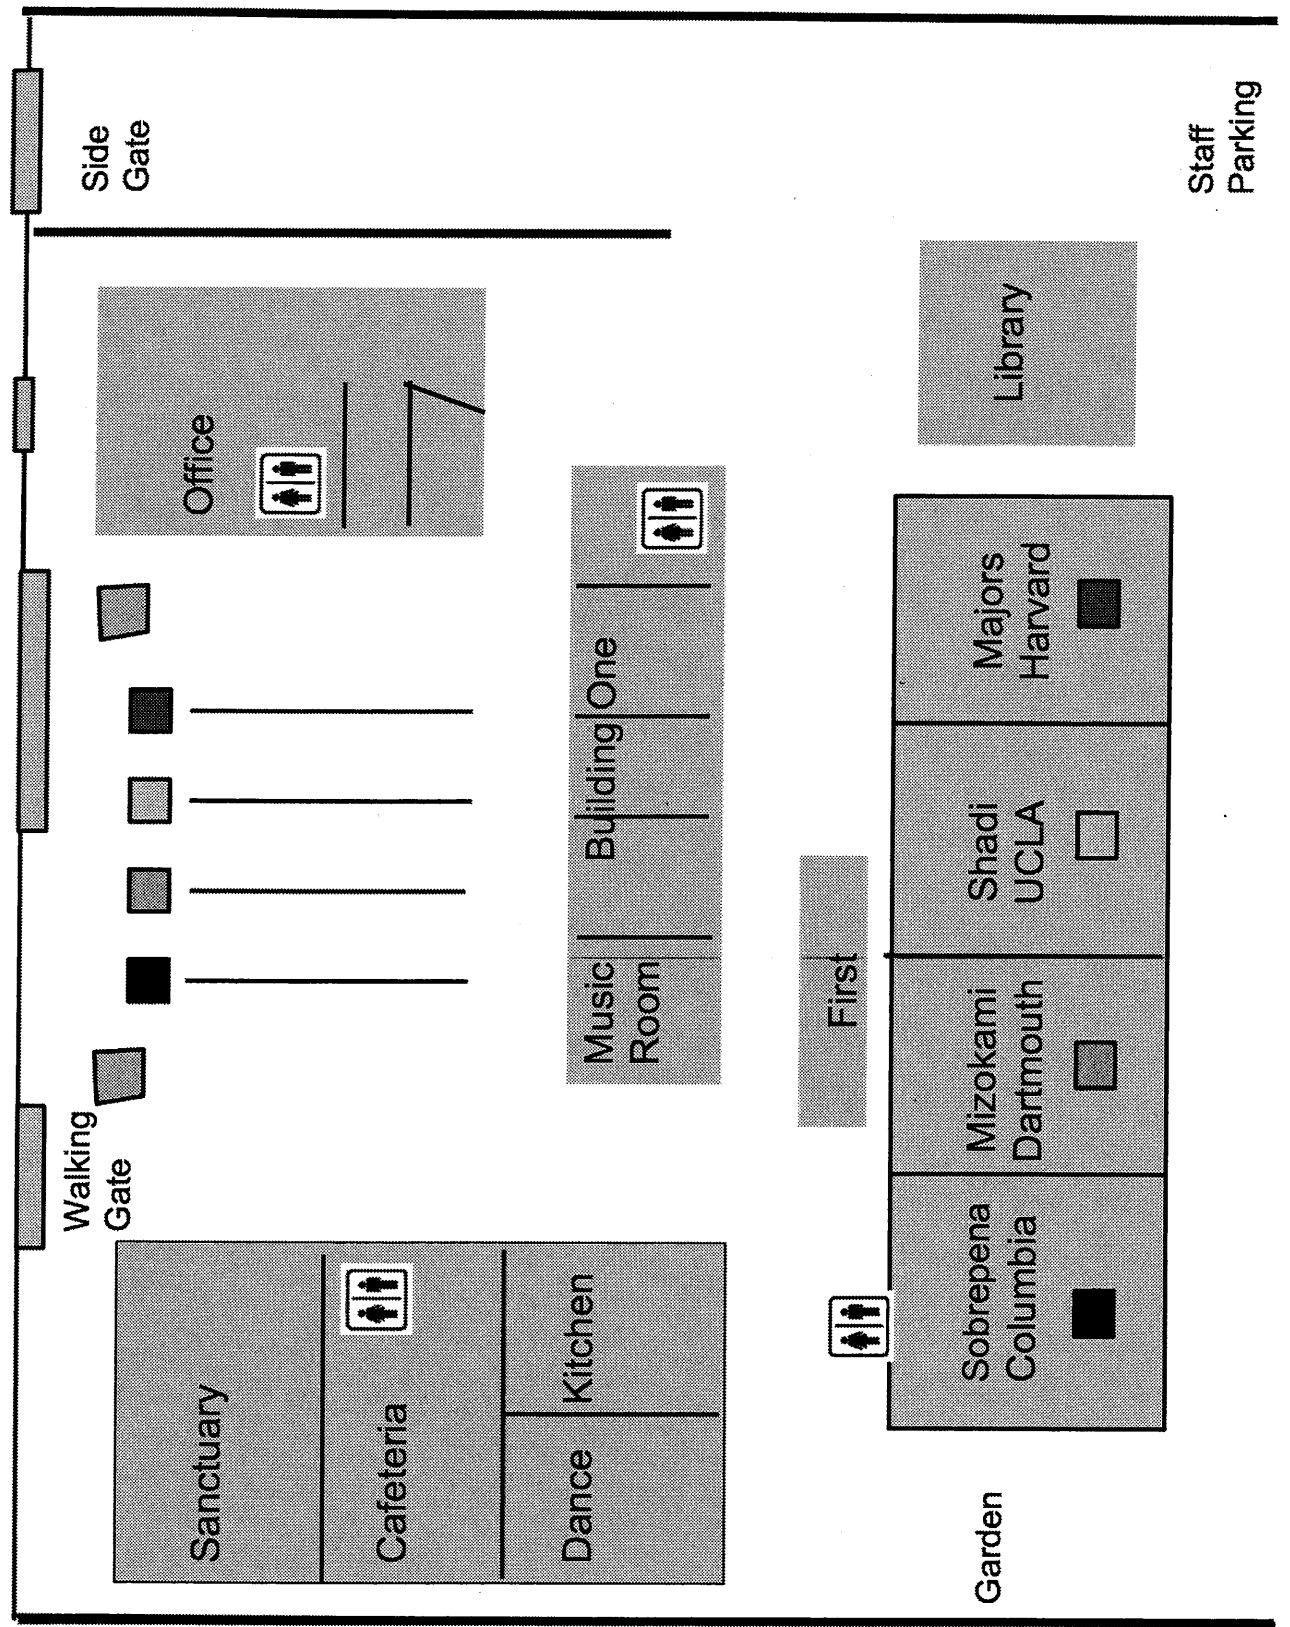 Side
Gate
Staff
Parking
Office
Library
Walking
Gate
Building One
Music
Room
First
Majors
Harvard
Shadi
UCLA
Mizokami
Dartmouth
Sobrepena
Columbia
Sanctuary
Cafeteria
Kitchen
Dance
Garden